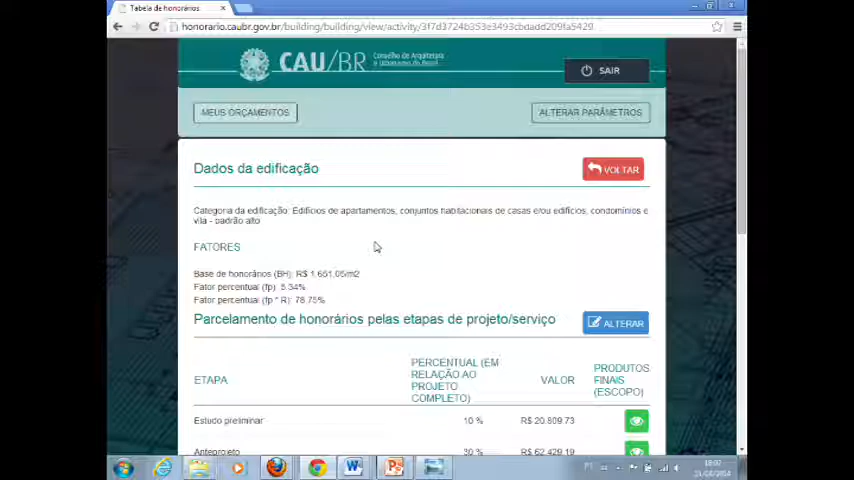 Tabela de honorários
honorario.caubr.gov.br/building/building/view/activity/3f7d3724b353e3493cbdadd209fa5429
CAU/BR Conselho de Arquitetura
e Urbanismo do Brasil
SAIR
MEUS ORÇAMENTOS
ALTERAR PARÂMETROS
Dados da edificação
VOLTAR
Categoria da edificação: Edifícios de apartamentos, conjuntos habitacionais de casas e/ou edifícios, condomínios e
vila - padrão alto
FATORES
Base de honorários (BH): R$ 1.651,05/m2
Fator percentual (fp): 5.34%
Fator percentual (fp * R): 78.75%
Parcelamento de honorários pelas etapas de projeto/serviço
ALTERAR
ETAPA
PERCENTUAL (EM
RELAÇÃO AO
PROJETO
COMPLETO)
VALOR
PRODUTOS
FINAIS
(ESCOPO)
Estudo preliminar 10 % R$ 20.809,73
Anteprojeto 30 % R$ 62.429,19
PT
18:07